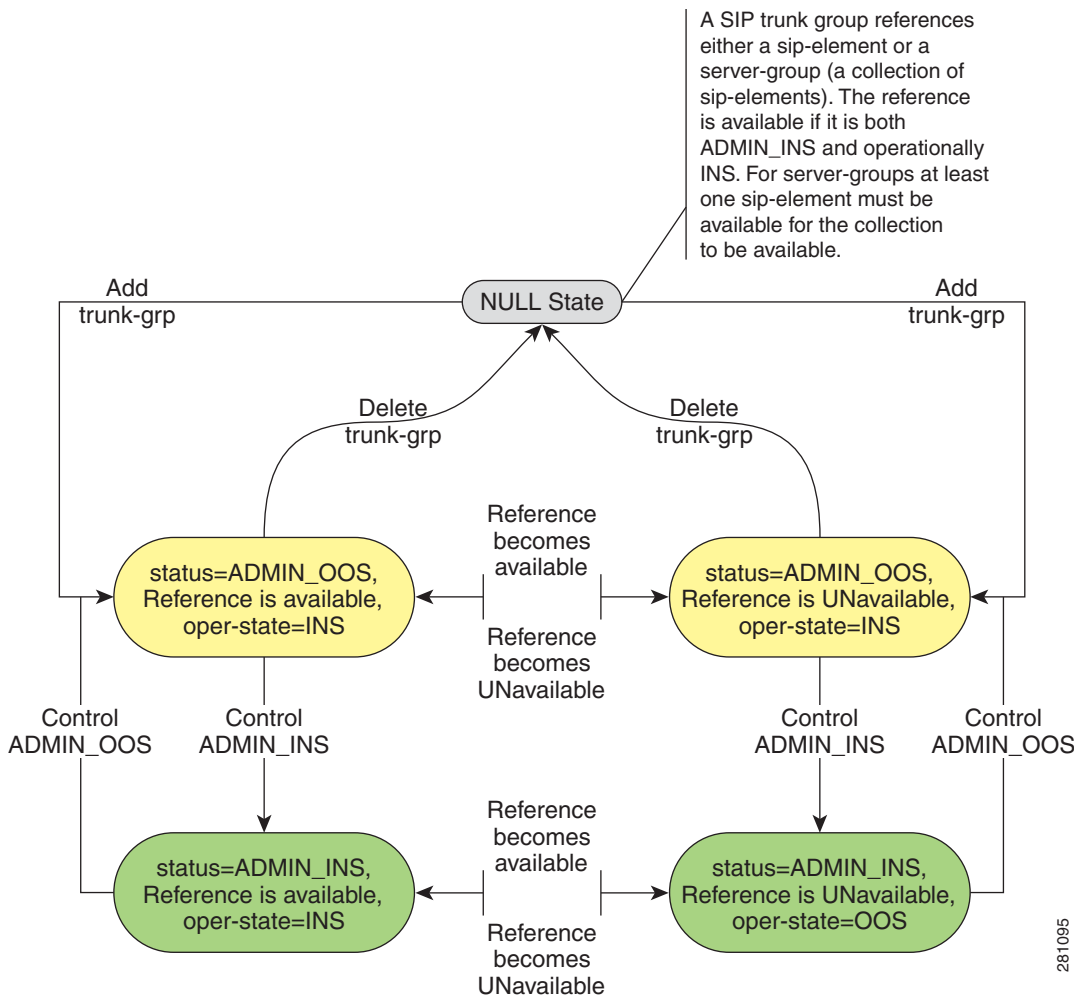 A SIP trunk group references
either a sip-element or a
server-group (a collection of
sip-elements). The reference
is available if it is both
ADMIN_INS and operationally
INS. For server-groups at least
one sip-element must be
available for the collection
to be available.
Add
trunk-grp
NULL State
Add
trunk-grp
Delete
trunk-grp
Delete
trunk-grp
status=ADMIN_OOS,
Reference is available,
oper-state=INS
Reference
becomes
available
Reference
becomes
UNavailable
status=ADMIN_OOS,
Reference is UNavailable,
oper-state=INS
Control
ADMIN_OOS
Control
ADMIN_INS
Control
ADMIN_INS
Control
ADMIN_OOS
status=ADMIN_INS,
Reference is available,
oper-state=INS
Reference
becomes
available
Reference
becomes
UNavailable
status=ADMIN_INS,
Reference is UNavailable,
oper-state=OOS
281095